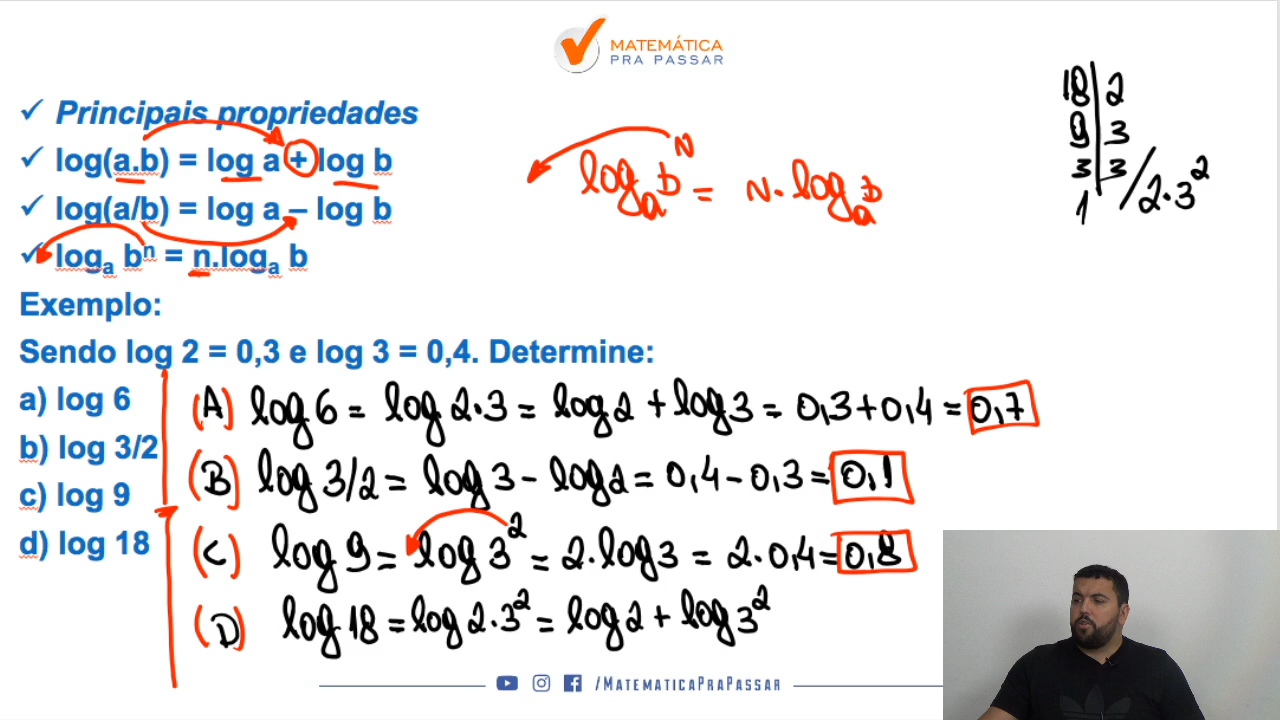 MATEMÁTICA
PRA PASSAR
✓ Principais propriedades
✓ log(a.b) = log a + log b
✓ log(a/b) = log a – log b
✓ logₐ bⁿ = n.logₐ b
logₐ bᴺ = N·logₐ b
18 | 2
9 | 3
3 | 3
1 / 2·3²
Exemplo:
Sendo log 2 = 0,3 e log 3 = 0,4. Determine:
a) log 6
b) log 3/2
c) log 9
d) log 18
(A) log 6 = log 2·3 = log 2 + log 3 = 0,3 + 0,4 = 0,7
(B) log 3/2 = log 3 - log 2 = 0,4 - 0,3 = 0,1
(C) log 9 = log 3² = 2·log 3 = 2·0,4 = 0,8
(D) log 18 = log 2·3² = log 2 + log 3²
/MATEMATICAPRAPASSAR